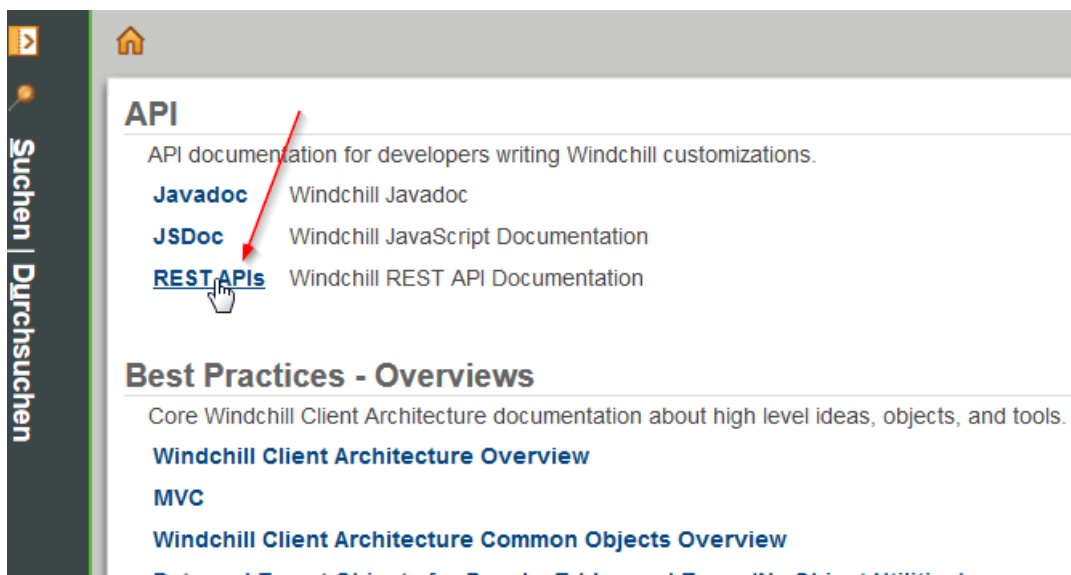 Suchen | Durchsuchen
API
API documentation for developers writing Windchill customizations.
Javadoc Windchill Javadoc
JSDoc Windchill JavaScript Documentation
REST APIs Windchill REST API Documentation
Best Practices - Overviews
Core Windchill Client Architecture documentation about high level ideas, objects, and tools.
Windchill Client Architecture Overview
MVC
Windchill Client Architecture Common Objects Overview